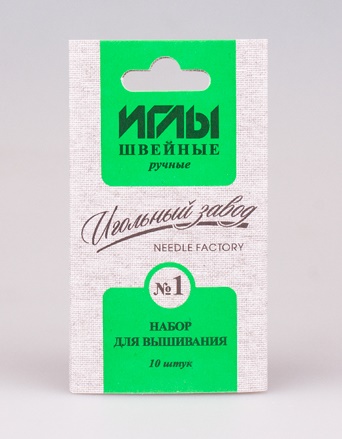 ИГЛЫ
ШВЕЙНЫЕ
ручные
Игольный завод
NEEDLE FACTORY
№1
НАБОР
ДЛЯ ВЫШИВАНИЯ
10 штук